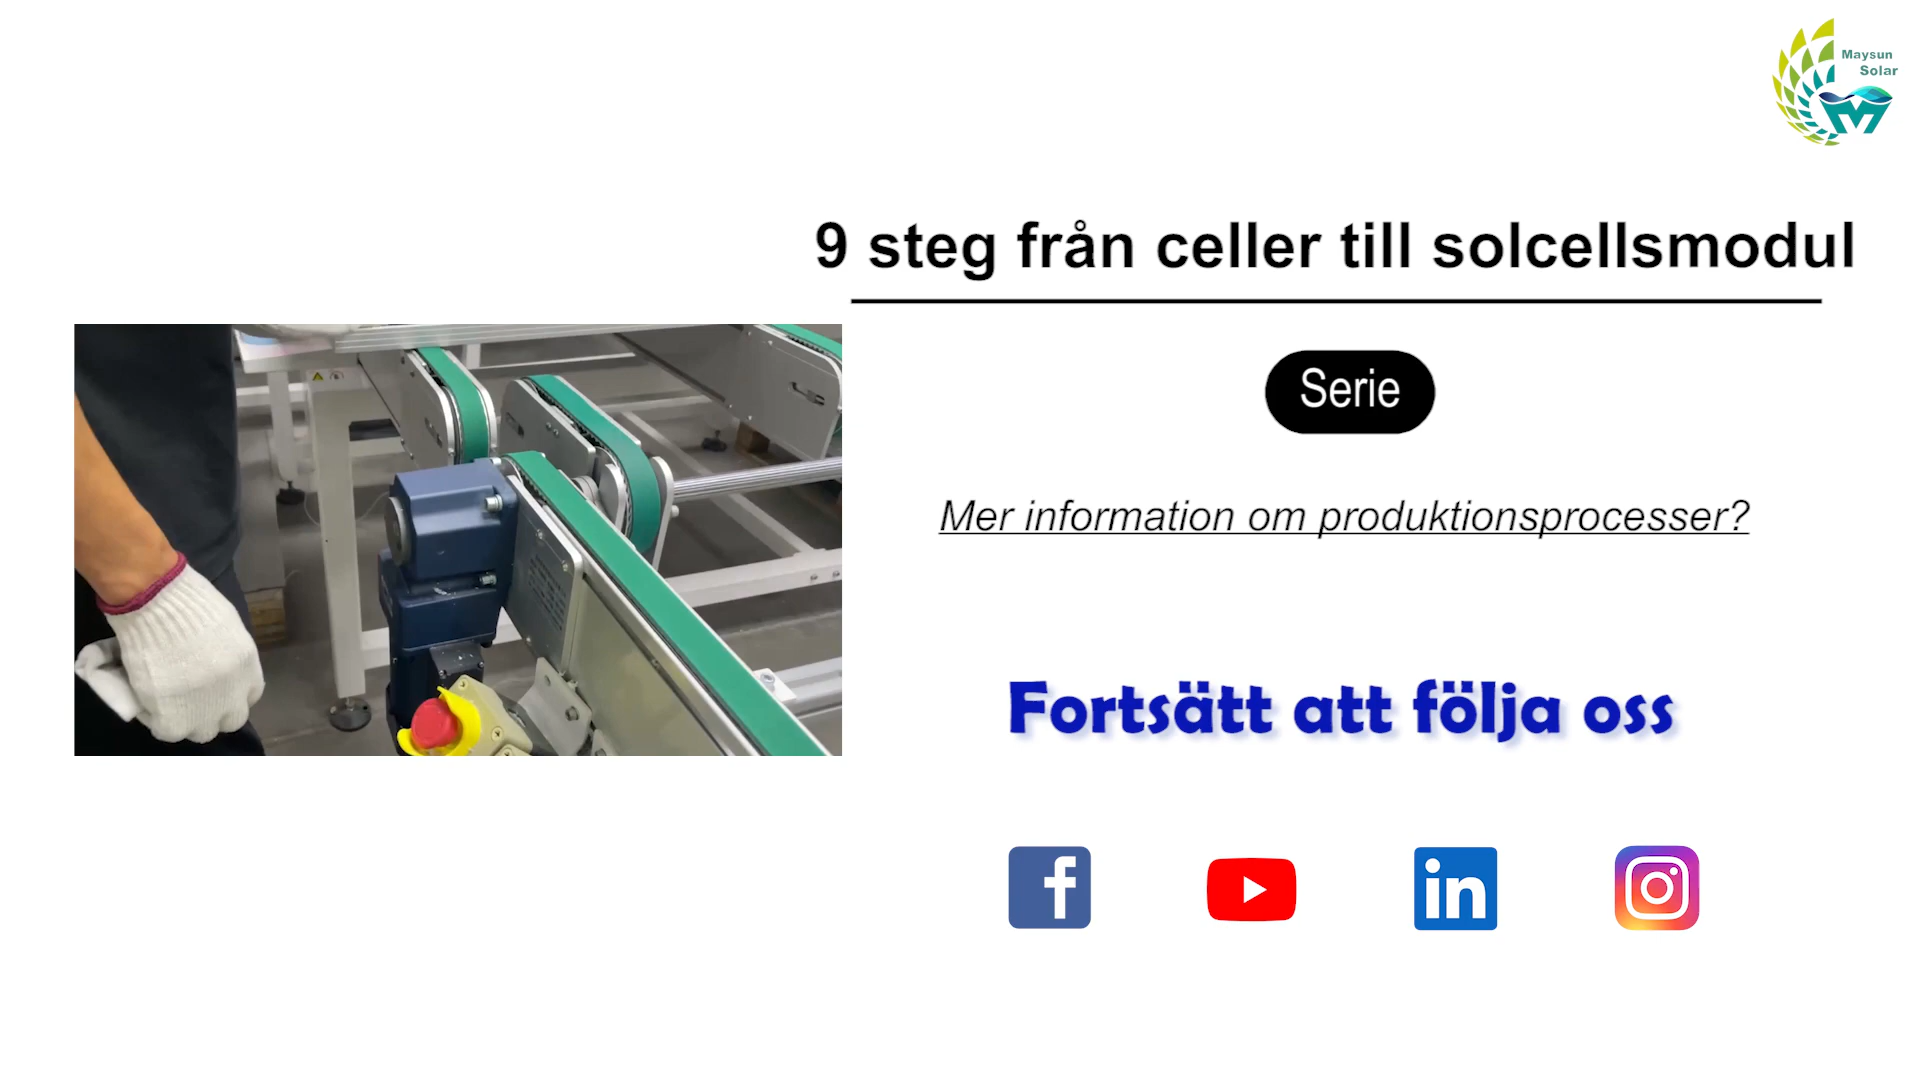 Maysun
Solar
9 steg från celler till solcellsmodul
Serie
Mer information om produktionsprocesser?
Fortsätt att följa oss